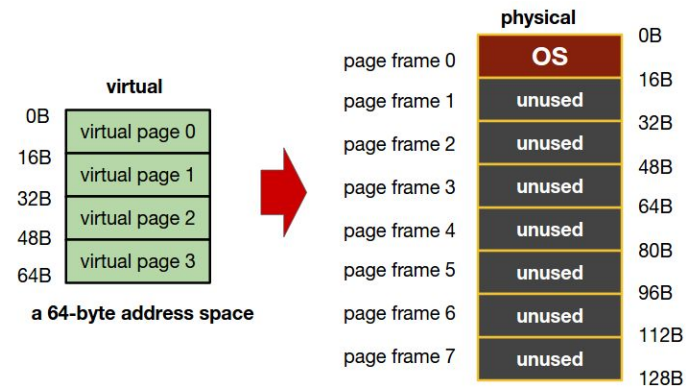 virtual
0B
virtual page 0
16B
virtual page 1
32B
virtual page 2
48B
virtual page 3
64B
a 64-byte address space
physical
0B
page frame 0
OS
16B
page frame 1
unused
32B
page frame 2
unused
48B
page frame 3
unused
64B
page frame 4
unused
80B
page frame 5
unused
96B
page frame 6
unused
112B
page frame 7
unused
128B